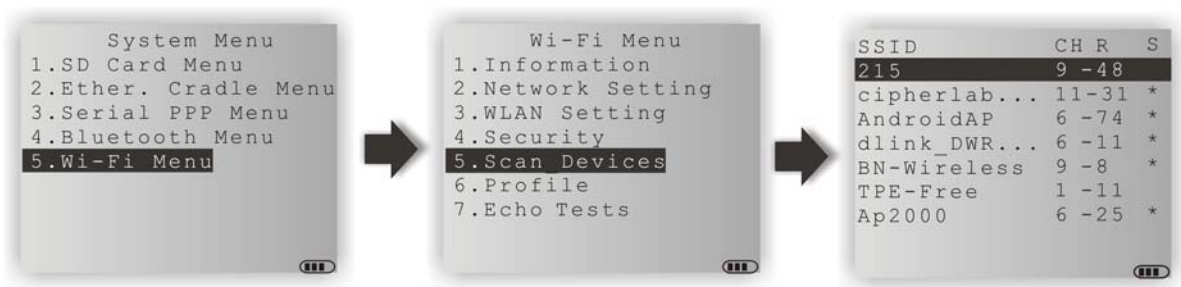 System Menu
1.SD Card Menu
2.Ether. Cradle Menu
3.Serial PPP Menu
4.Bluetooth Menu
5.Wi-Fi Menu
Wi-Fi Menu
1.Information
2.Network Setting
3.WLAN Setting
4.Security
5.Scan Devices
6.Profile
7.Echo Tests
SSID CH R S
215 9 -48
cipherlab... 11-31 *
AndroidAP 6 -74 *
dlink_DWR... 6 -11 *
BN-Wireless 9 -8 *
TPE-Free 1 -11
Ap2000 6 -25 *